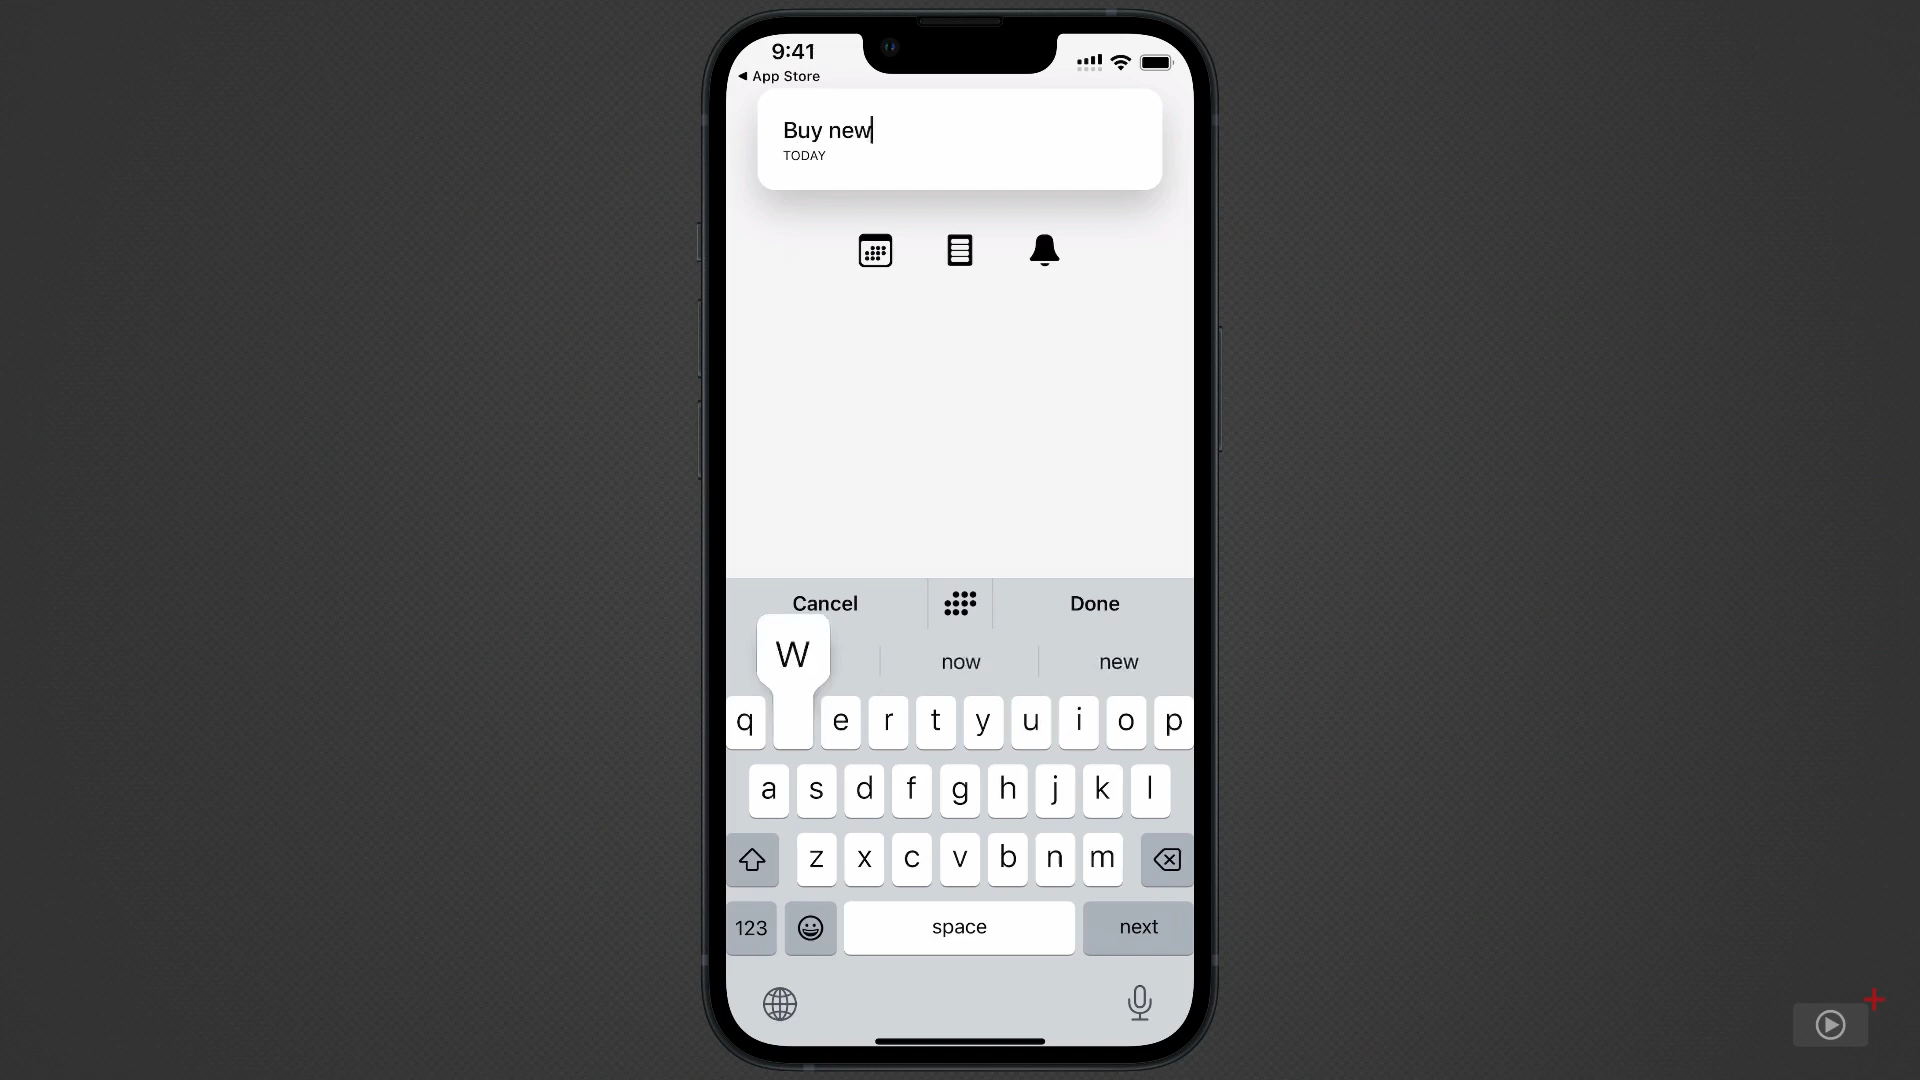 9:41
◀ App Store
Buy new
TODAY
Cancel
Done
W
now
new
q e r t y u i o p
a s d f g h j k l
z x c v b n m
123
space
next